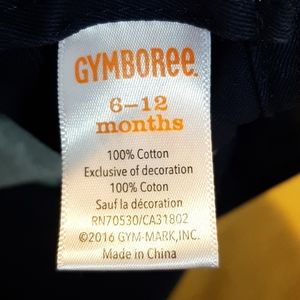 GYMBOREE
6-12
months
100% Cotton
Exclusive of decoration
100% Coton
Sauf la décoration
RN70530/CA31802
©2016 GYM-MARK,INC.
Made in China